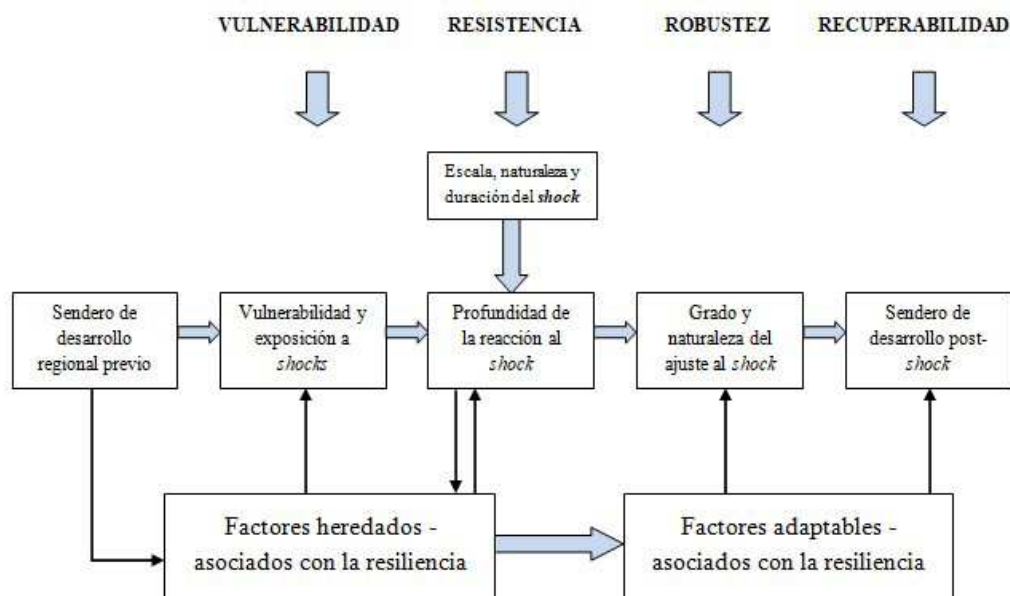 VULNERABILIDAD RESISTENCIA ROBUSTEZ RECUPERABILIDAD
Escala, naturaleza y
duración del shock
Sendero de
desarrollo
regional previo
Vulnerabilidad y
exposición a
shocks
Profundidad de
la reacción al
shock
Grado y
naturaleza del
ajuste al shock
Sendero de
desarrollo post-
shock
Factores heredados -
asociados con la resiliencia
Factores adaptables -
asociados con la resiliencia